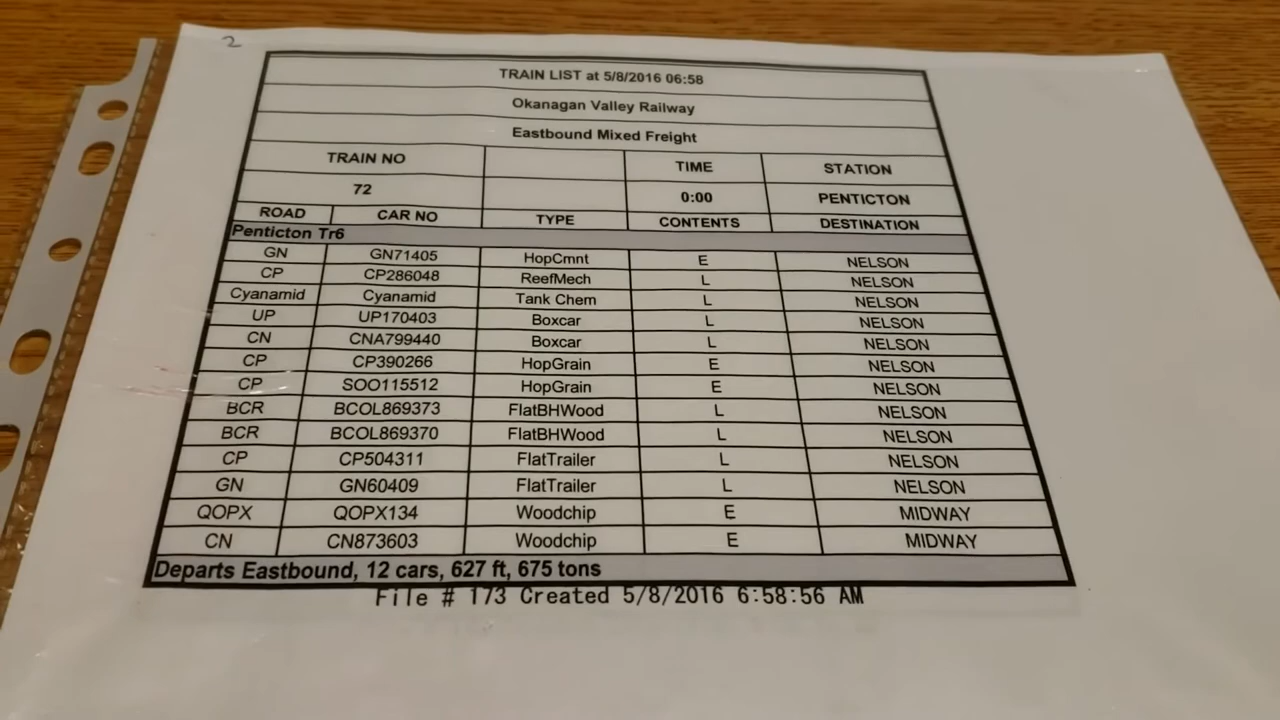 2
TRAIN LIST at 5/8/2016 06:58
Okanagan Valley Railway
Eastbound Mixed Freight
TRAIN NO TIME STATION
72 0:00 PENTICTON
ROAD CAR NO TYPE CONTENTS DESTINATION
Penticton Tr6
GN GN71405 HopCmnt E NELSON
CP CP286048 ReefMech L NELSON
Cyanamid Cyanamid Tank Chem L NELSON
UP UP170403 Boxcar L NELSON
CN CNA799440 Boxcar L NELSON
CP CP390266 HopGrain E NELSON
CP SOO115512 HopGrain E NELSON
BCR BCOL869373 FlatBHWood L NELSON
BCR BCOL869370 FlatBHWood L NELSON
CP CP504311 FlatTrailer L NELSON
GN GN60409 FlatTrailer L NELSON
QOPX QOPX134 Woodchip E MIDWAY
CN CN873603 Woodchip E MIDWAY
Departs Eastbound, 12 cars, 627 ft, 675 tons
File # 173 Created 5/8/2016 6:58:56 AM